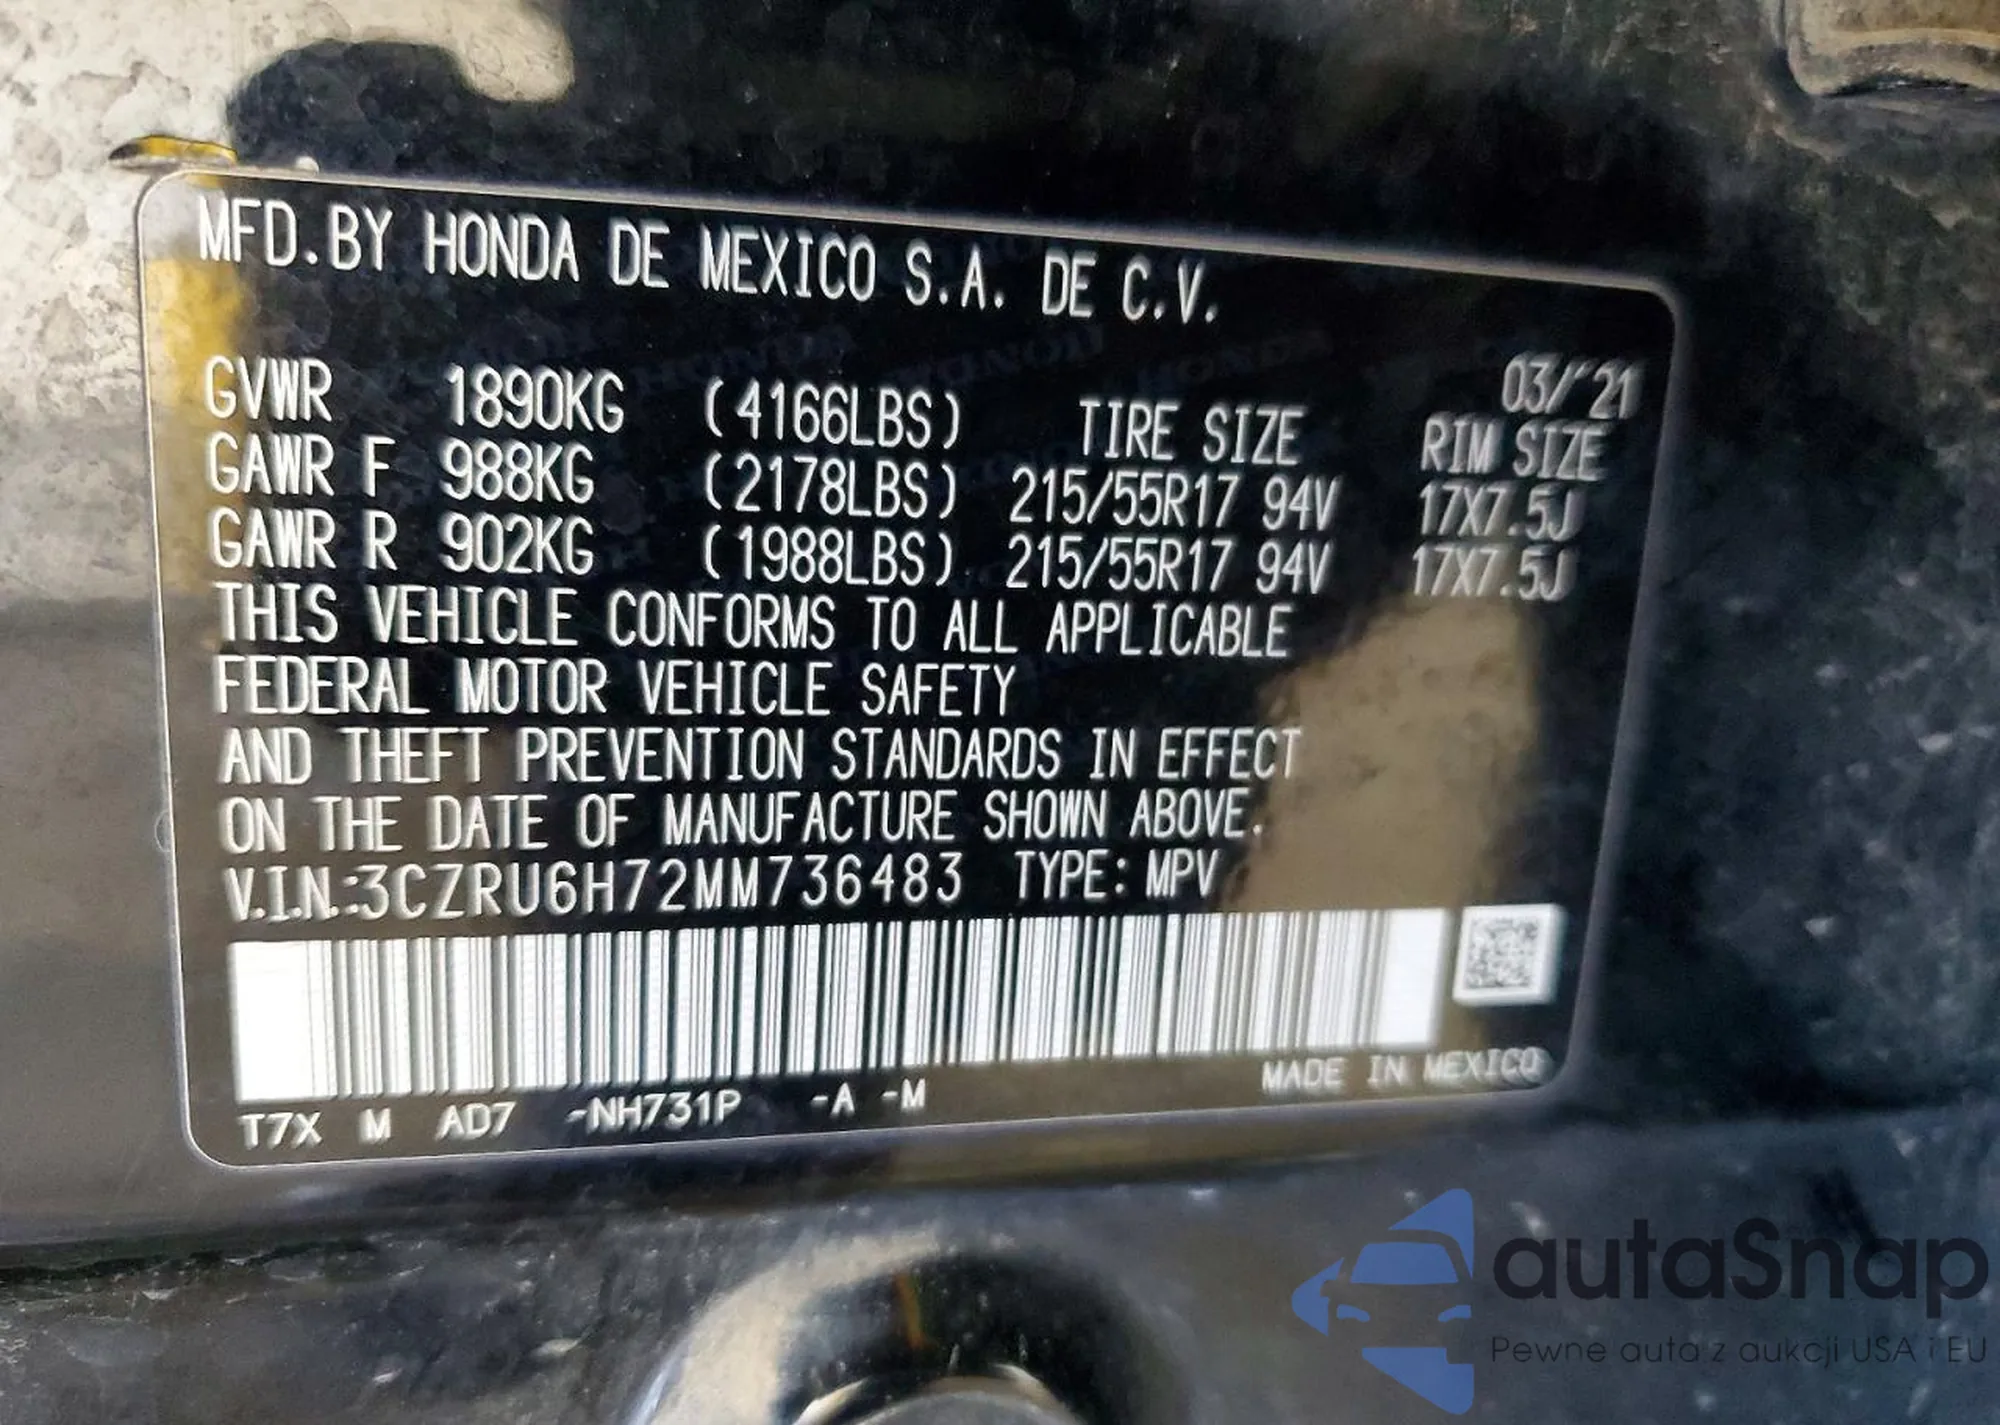 MFD.BY HONDA DE MEXICO S.A. DE C.V.
03/'21
GVWR 1890KG (4166LBS) TIRE SIZE RIM SIZE
GAWR F 988KG (2178LBS) 215/55R17 94V 17X7.5J
GAWR R 902KG (1988LBS) 215/55R17 94V 17X7.5J
THIS VEHICLE CONFORMS TO ALL APPLICABLE
FEDERAL MOTOR VEHICLE SAFETY
AND THEFT PREVENTION STANDARDS IN EFFECT
ON THE DATE OF MANUFACTURE SHOWN ABOVE.
V.I.N.:3CZRU6H72MM736483 TYPE: MPV
MADE IN MEXICO
T7X M AD7 -NH731P -A -M
autaSnap
Pewne auta z aukcji USA i EU